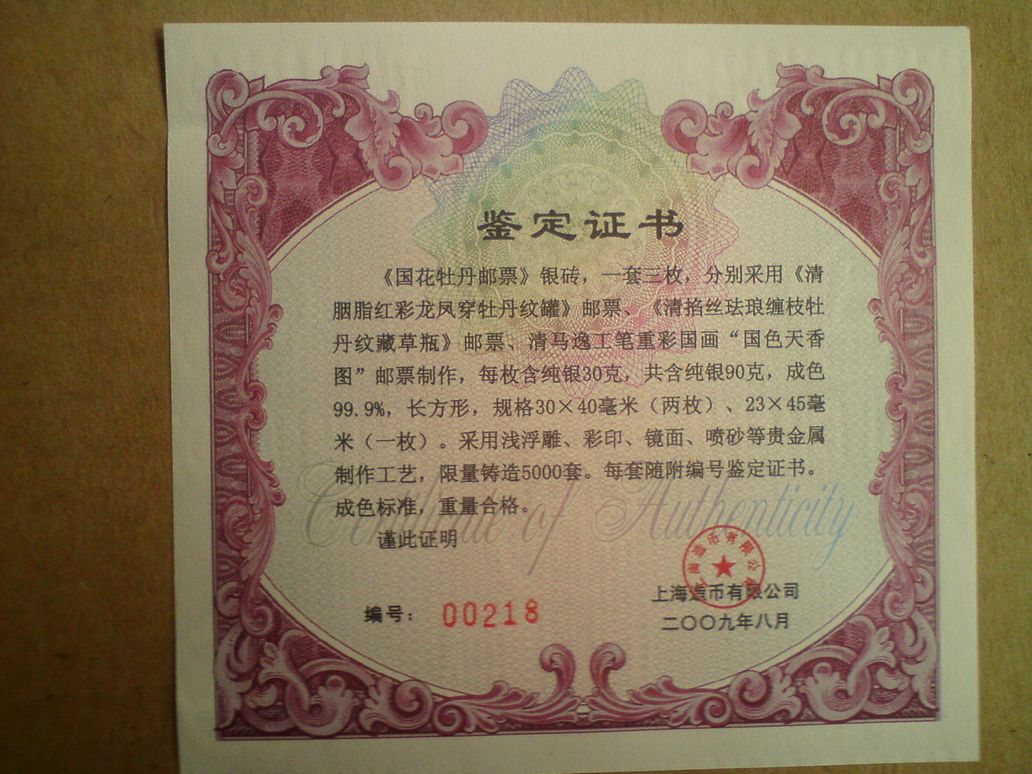 鉴定证书
《国花牡丹邮票》银砖，一套三枚，分别采用《清
胭脂红彩龙凤穿牡丹纹罐》邮票、《清掐丝珐琅缠枝牡
丹纹藏草瓶》邮票、清马逸工笔重彩国画“国色天香
图”邮票制作，每枚含纯银30克，共含纯银90克，成色
99.9%，长方形，规格30×40毫米（两枚）、23×45毫
米（一枚）。采用浅浮雕、彩印、镜面、喷砂等贵金属
制作工艺，限量铸造5000套。每套随附编号鉴定证书。
成色标准，重量合格。
Certificate of Authenticity
谨此证明
上海造币有限公司
编号：00218
上海造币有限公司
二〇〇九年八月